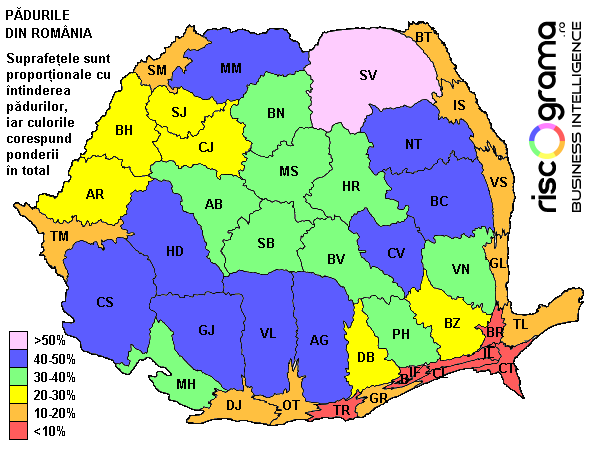 PĂDURILE
DIN ROMÂNIA
Suprafețele sunt
proporționale cu
întinderea
pădurilor,
iar culorile
corespund
ponderii
în total
riscograma.ro
BUSINESS INTELLIGENCE
BT
SM
MM
SV
IS
SJ
BN
BH
NT
CJ
MS
HR
VS
AR
AB
BC
TM
SB
HD
BV
CV
VN
GL
CS
GJ
VL
AG
PH
BZ
BR
TL
DB
IL
MH
IF
B
CL
CT
DJ
OT
TR
GR
>50%
40-50%
30-40%
20-30%
10-20%
<10%